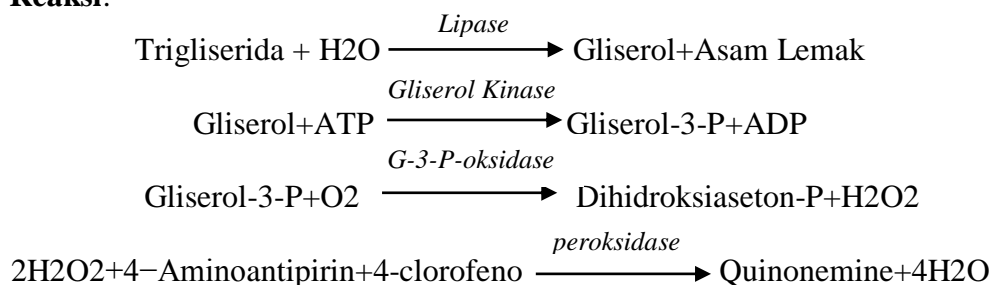 Reaksi:
Lipase
Trigliserida + H2O Gliserol+Asam Lemak
Gliserol Kinase
Gliserol+ATP Gliserol-3-P+ADP
G-3-P-oksidase
Gliserol-3-P+O2 Dihidroksiaseton-P+H2O2
peroksidase
2H2O2+4−Aminoantipirin+4-clorofeno Quinonemine+4H2O